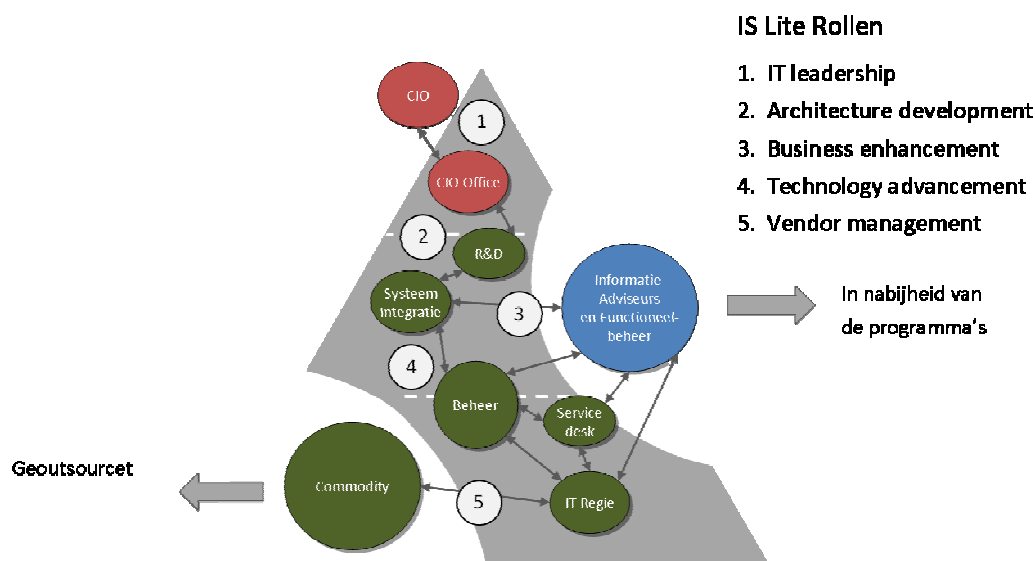 IS Lite Rollen
1. IT leadership
2. Architecture development
3. Business enhancement
4. Technology advancement
5. Vendor management
CIO
1
CIO Office
2
R&D
Systeem
integratie
3
Informatie
Adviseurs
en Functioneel-
beheer
In nabijheid van
de programma's
4
Beheer
Service
desk
Geoutsourcet
Commodity
5
IT Regie